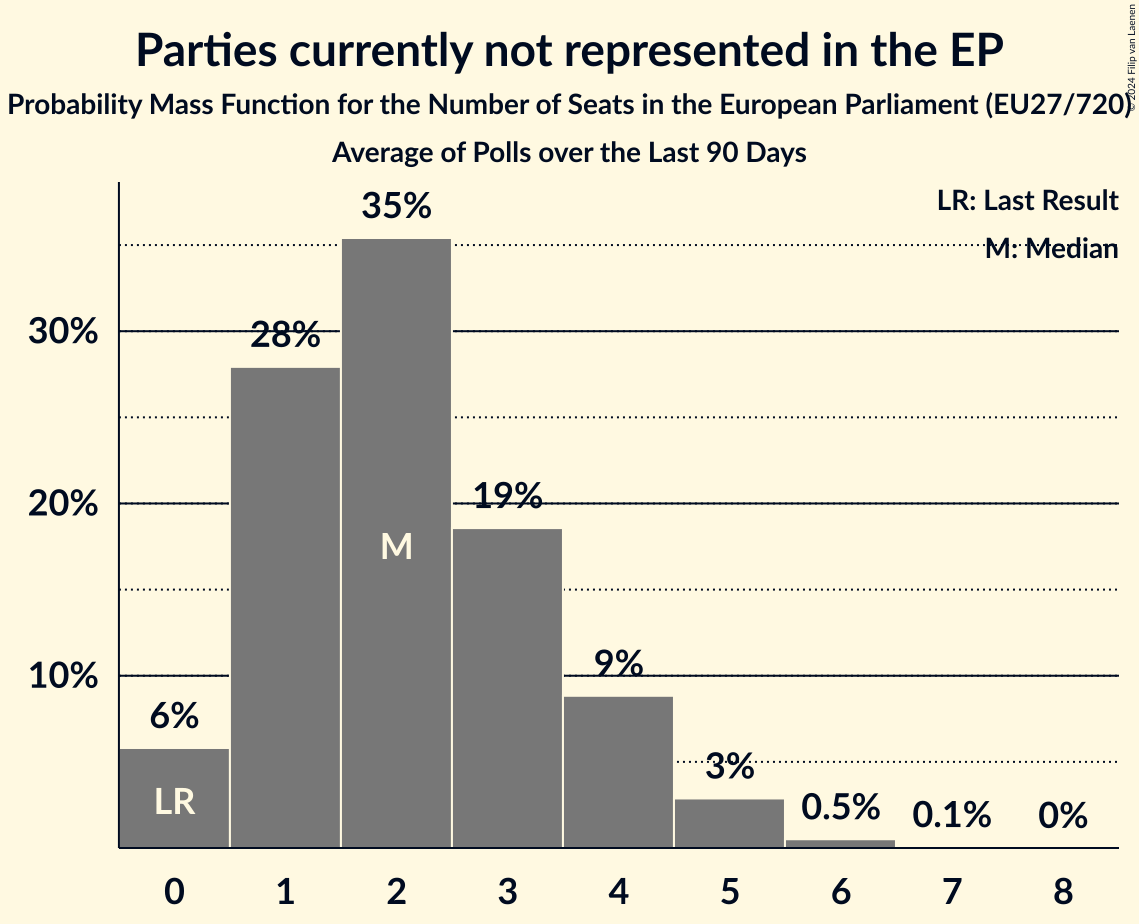 Parties currently not represented in the EP
Probability Mass Function for the Number of Seats in the European Parliament (EU27/720)
Average of Polls over the Last 90 Days
© 2024 Filip van Laenen
LR: Last Result
M: Median
35%
30%
28%
20%
19%
M
10%
9%
6%
3%
0.5%
0.1%
0%
LR
0 1 2 3 4 5 6 7 8